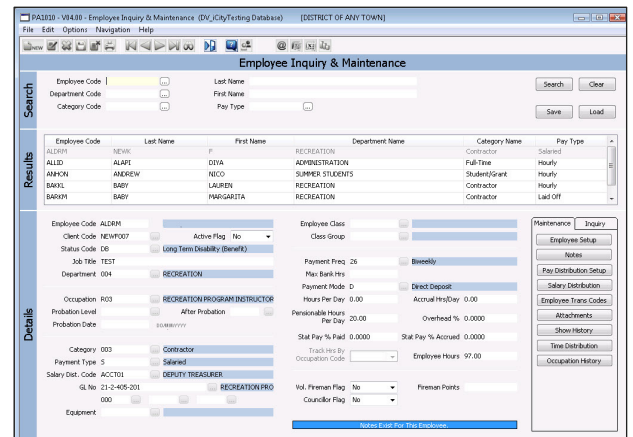 PA1010 - V04.00 - Employee Inquiry & Maintenance (DV_iCityTesting Database) [DISTRICT OF ANY TOWN]
File Edit Options Navigation Help
NEW
Employee Inquiry & Maintenance
Search
Employee Code ... Last Name Search Clear
Department Code ... First Name
Category Code ... Pay Type ... Save Load
Results
Employee Code Last Name First Name Department Name Category Name Pay Type
ALDRM NEWK F RECREATION Contractor Salaried
ALLID ALAPI DIYA ADMINISTRATION Full-Time Hourly
ANHON ANDREW NICO SUMMER STUDENTS Student/Grant Hourly
BAKKL BABY LAUREN RECREATION Contractor Hourly
BARKM BABY MARGARITA RECREATION Contractor Laid Off
Details
Employee Code ALDRM Employee Class Maintenance Inquiry
Client Code NEWF007 Active Flag No Class Group Employee Setup
Status Code DB Long Term Disability (Benefit) Notes
Job Title TEST Payment Freq 26 Biweekly Pay Distribution Setup
Department 004 RECREATION Max Bank Hrs Salary Distribution
Payment Mode D Direct Deposit
Occupation R03 RECREATION PROGRAM INSTRUCTOR Hours Per Day 0.00 Accrual Hrs/Day 0.00 Employee Trans Codes
Probation Level After Probation Pensionable Hours Per Day 20.00 Overhead % 0.0000 Attachments
Probation Date DD/MM/YYYY Show History
Stat Pay % Paid 0.0000 Stat Pay % Accrued 0.0000 Time Distribution
Category 003 Contractor Track Hrs By Occupation Code Employee Hours 97.00 Occupation History
Payment Type S Salaried
Salary Dist. Code ACCT01 DEPUTY TREASURER
GL No 21-2-405-201 RECREATION PRO Vol. Fireman Flag No Fireman Points
000 Councillor Flag No
Equipment
Notes Exist For This Employee.